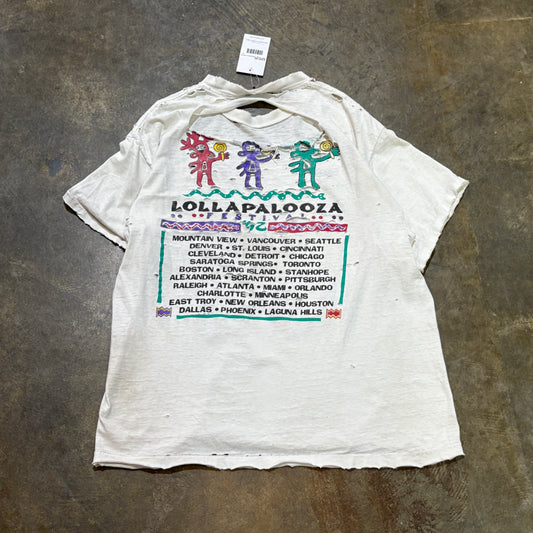 LOLLAPALOOZA
FESTIVAL
92
MOUNTAIN VIEW • VANCOUVER • SEATTLE
DENVER • ST. LOUIS • CINCINNATI
CLEVELAND • DETROIT • CHICAGO
SARATOGA SPRINGS • TORONTO
BOSTON • LONG ISLAND • STANHOPE
ALEXANDRIA • SCRANTON • PITTSBURGH
RALEIGH • ATLANTA • MIAMI • ORLANDO
CHARLOTTE • MINNEAPOLIS
EAST TROY • NEW ORLEANS • HOUSTON
DALLAS • PHOENIX • LAGUNA HILLS